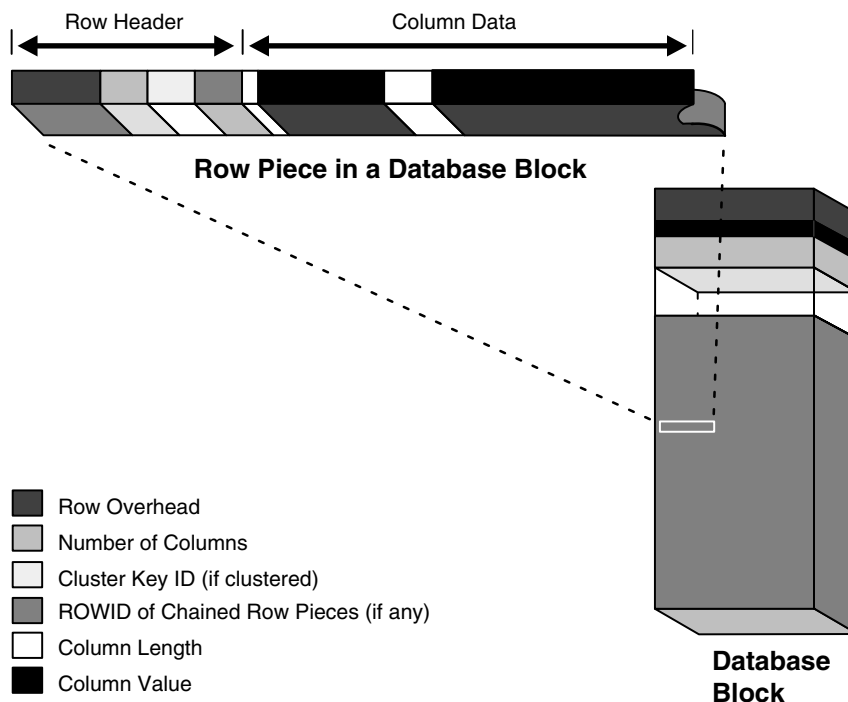 Row Header
Column Data
Row Piece in a Database Block
Row Overhead
Number of Columns
Cluster Key ID (if clustered)
ROWID of Chained Row Pieces (if any)
Column Length
Column Value
Database
Block